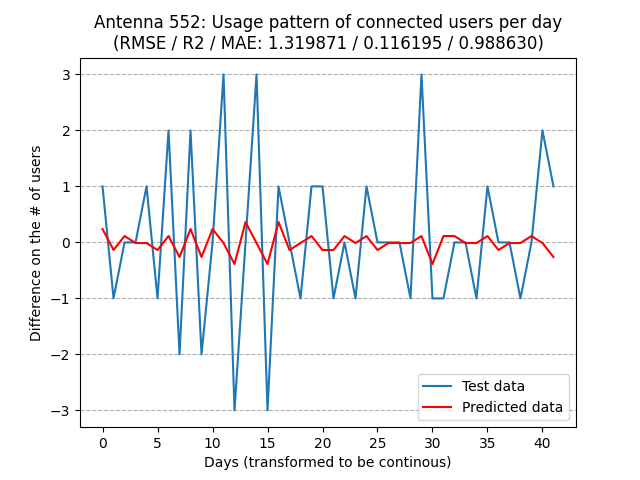 Antenna 552: Usage pattern of connected users per day
(RMSE / R2 / MAE: 1.319871 / 0.116195 / 0.988630)
Difference on the # of users
3
2
1
0
−1
−2
−3
Test data
Predicted data
0 5 10 15 20 25 30 35 40
Days (transformed to be continous)